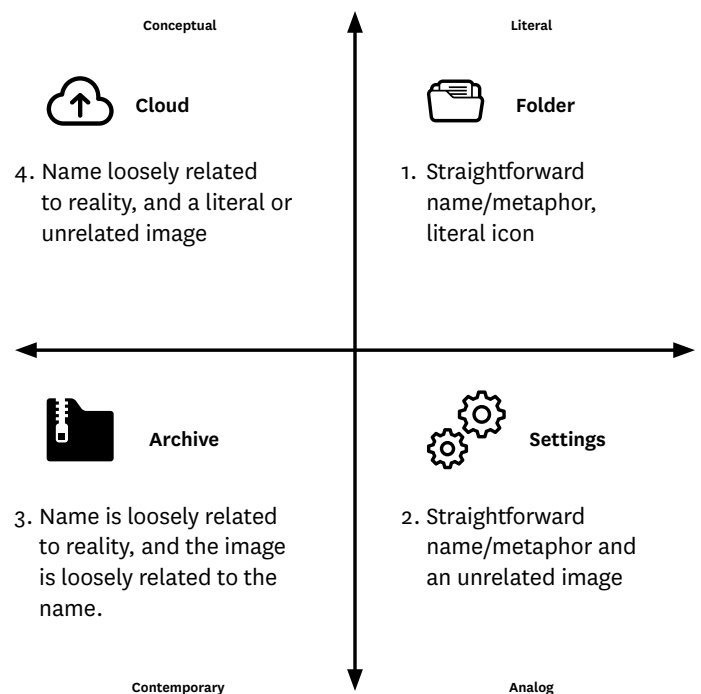 Conceptual
Literal
Cloud
Folder
4. Name loosely related
to reality, and a literal or
unrelated image
1. Straightforward
name/metaphor,
literal icon
Archive
Settings
3. Name is loosely related
to reality, and the image
is loosely related to the
name.
2. Straightforward
name/metaphor and
an unrelated image
Contemporary
Analog